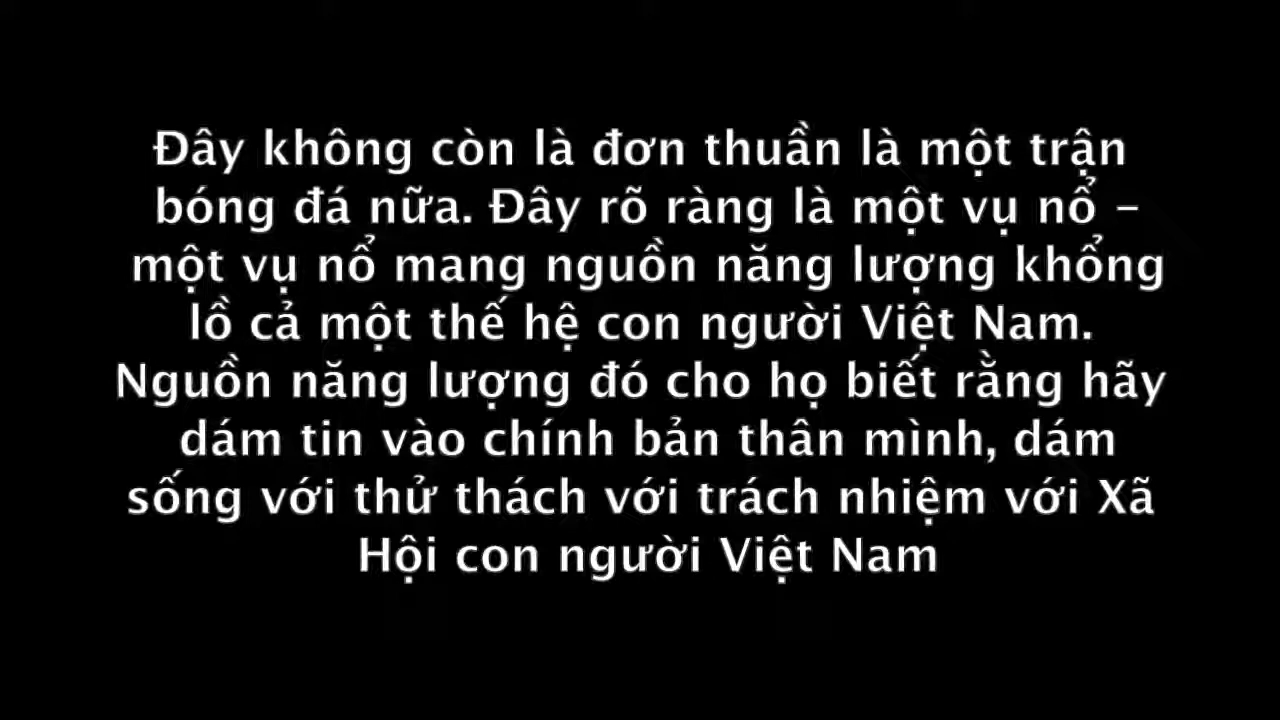 Đây không còn là đơn thuần là một trận
bóng đá nữa. Đây rõ ràng là một vụ nổ –
một vụ nổ mang nguồn năng lượng khổng
lồ cả một thế hệ con người Việt Nam.
Nguồn năng lượng đó cho họ biết rằng hãy
dám tin vào chính bản thân mình, dám
sống với thử thách với trách nhiệm với Xã
Hội con người Việt Nam